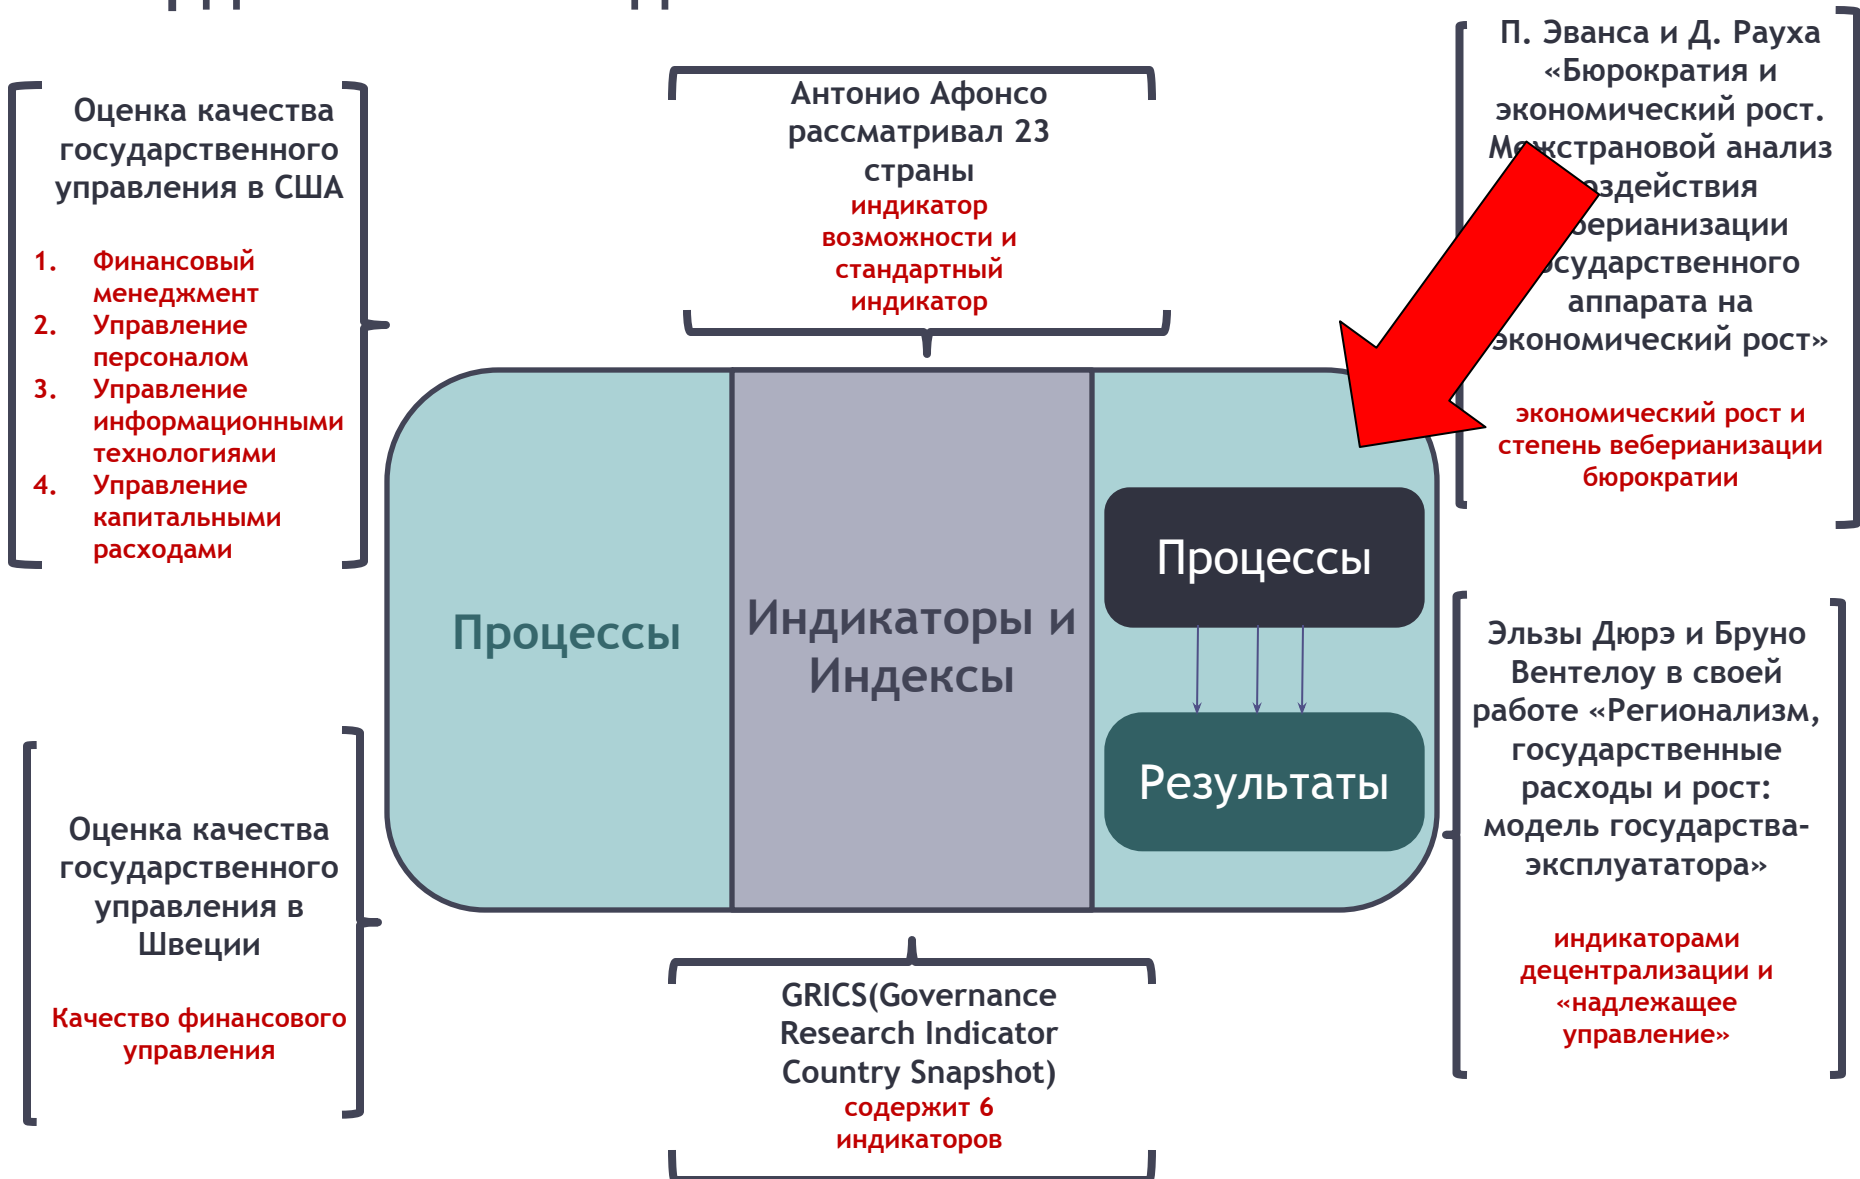 Оценка качества
государственного
управления в США
1. Финансовый
менеджмент
2. Управление
персоналом
3. Управление
информационными
технологиями
4. Управление
капитальными
расходами
Антонио Афонсо
рассматривал 23
страны
индикатор
возможности и
стандартный
индикатор
П. Эванса и Д. Рауха
«Бюрократия и
экономический рост.
Межстрановой анализ
аппарата на
экономический рост»
экономический рост и
степень веберианизации
бюрократии
Процессы
Индикаторы и
Индексы
Процессы
Результаты
Оценка качества
государственного
управления в
Швеции
Качество финансового
управления
GRICS(Governance
Research Indicator
Country Snapshot)
содержит 6
индикаторов
Эльзы Дюрэ и Бруно
Вентелоу в своей
работе «Регионализм,
государственные
расходы и рост:
модель государства-
эксплуататора»
индикаторами
децентрализации и
«надлежащее
управление»